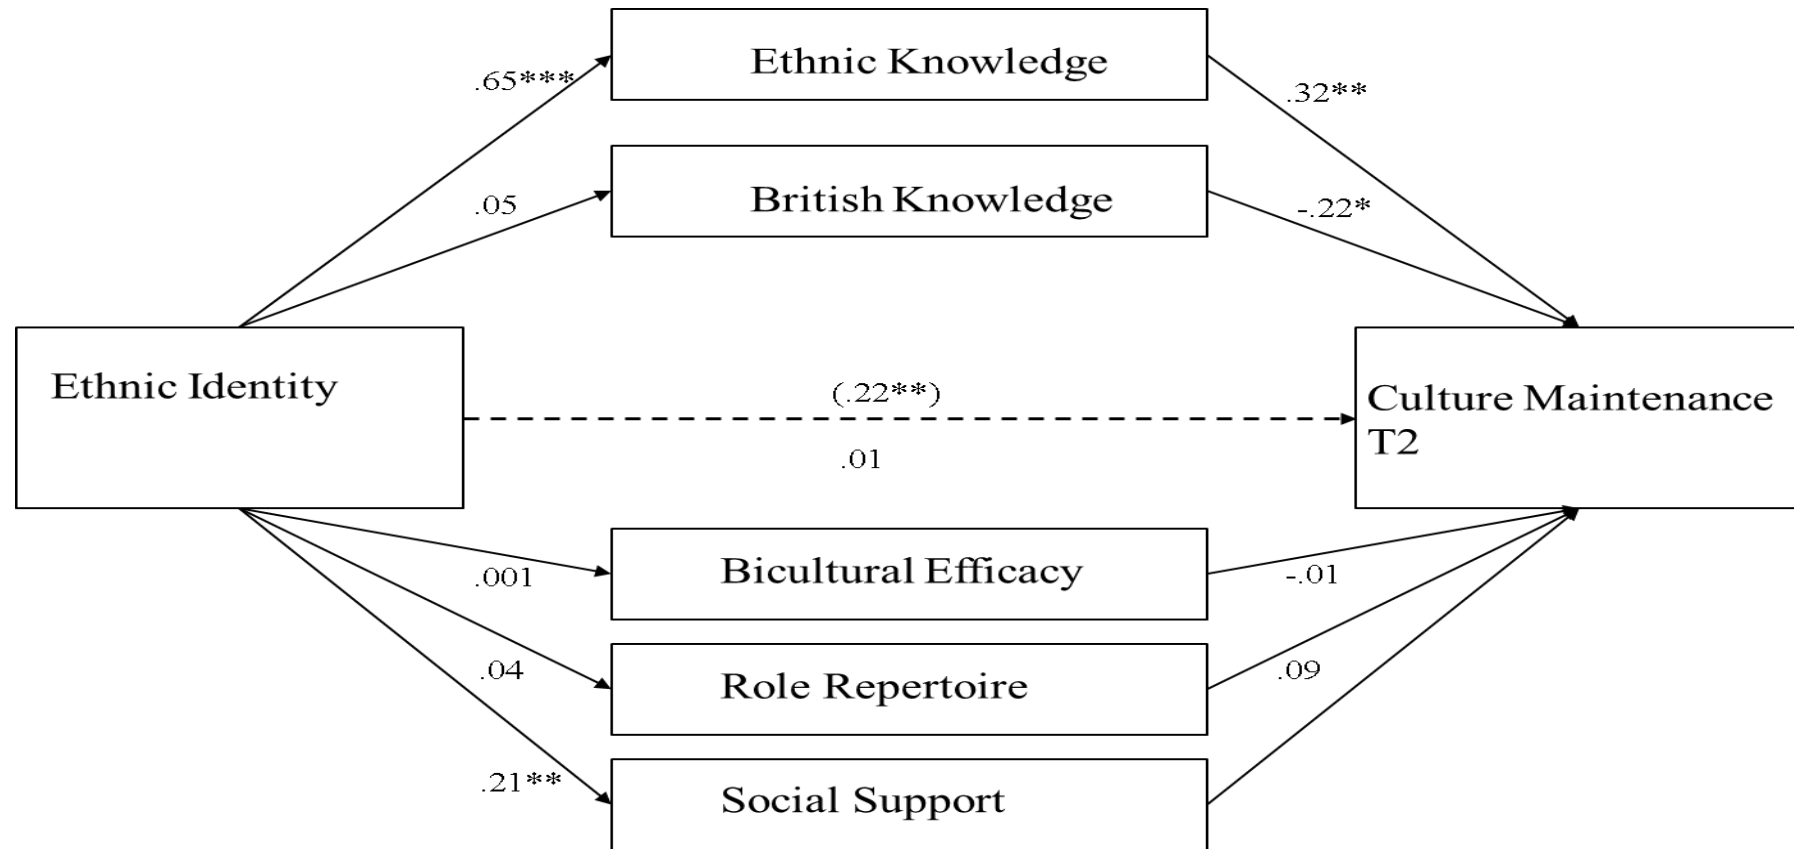 Ethnic Knowledge
.65***
.32**
British Knowledge
.05
-.22*
Ethnic Identity
(.22**)
.01
Culture Maintenance
T2
Bicultural Efficacy
.001
-.01
Role Repertoire
.04
.09
Social Support
.21**